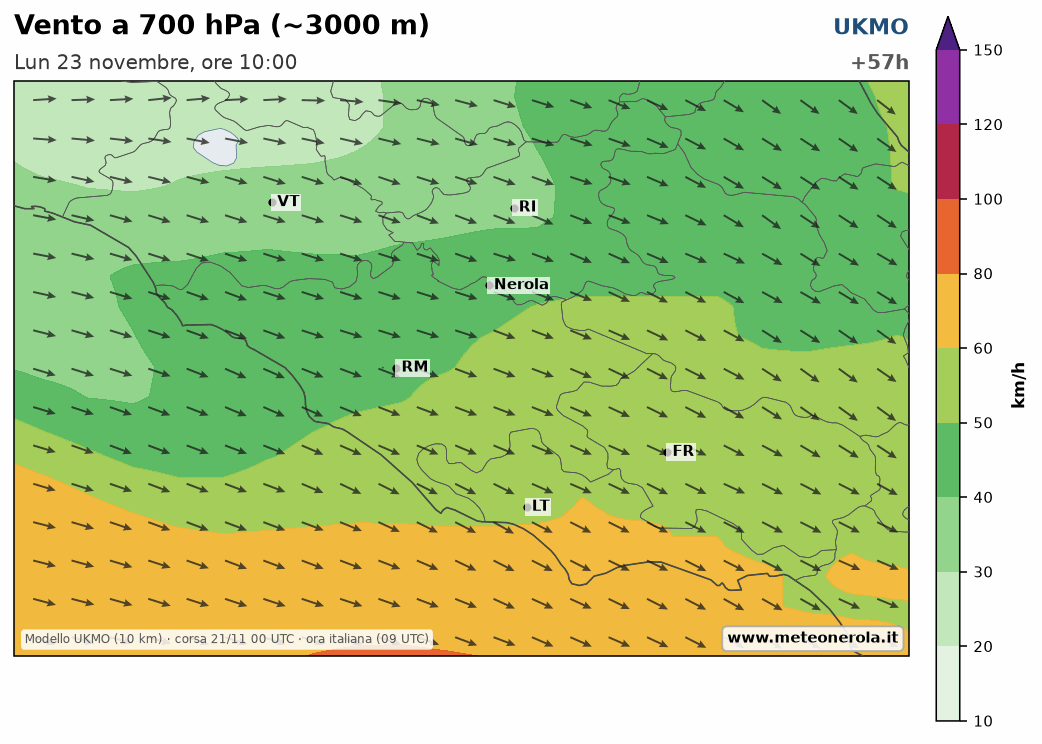 Vento a 700 hPa (~3000 m)
UKMO
Lun 23 novembre, ore 10:00
+57h
VT
RI
Nerola
RM
FR
LT
Modello UKMO (10 km) · corsa 21/11 00 UTC · ora italiana (09 UTC)
www.meteonerola.it
150
120
100
80
60
50
40
30
20
10
km/h